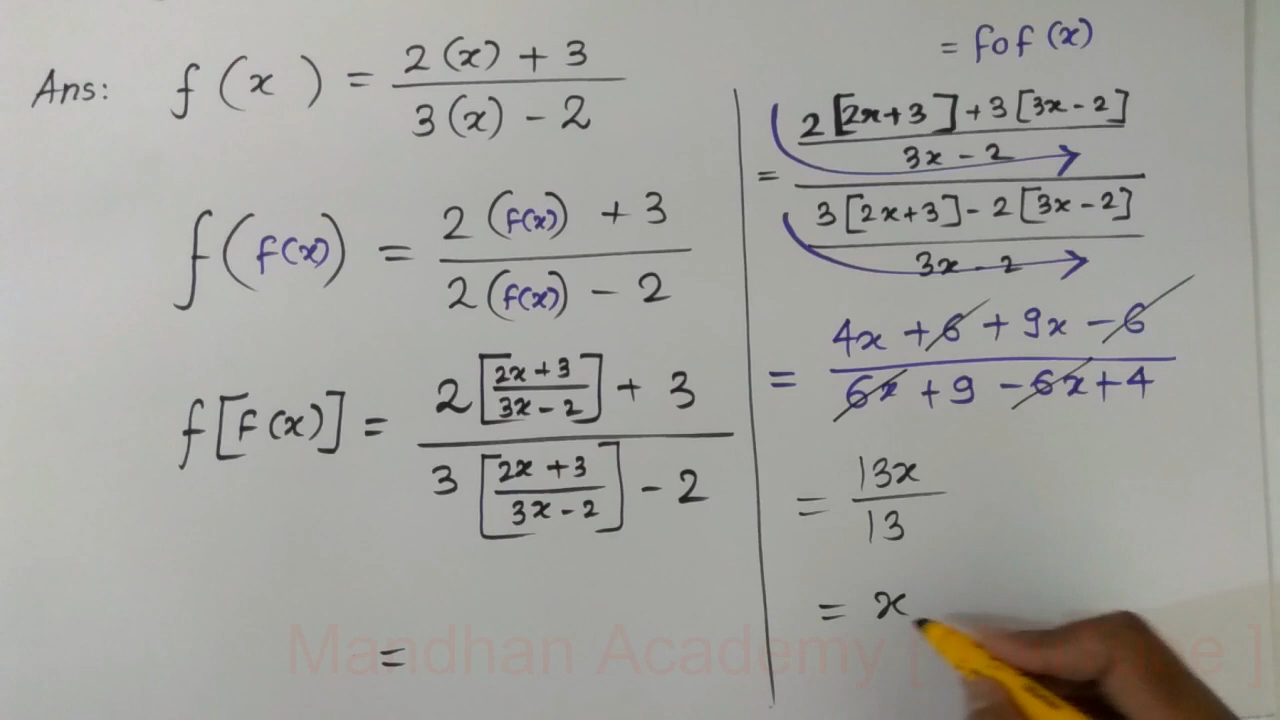 Ans: f(x) = 2(x) + 3 / 3(x) - 2
f(f(x)) = 2(f(x)) + 3 / 2(f(x)) - 2
f[f(x)] = 2[2x+3 / 3x-2] + 3 / 3[2x+3 / 3x-2] - 2
=
= fof(x)
= 2[2x+3]+3[3x-2] / 3x-2 / 3[2x+3]-2[3x-2] / 3x-2
= 4x+6+9x-6 / 6x+9-6x+4
= 13x / 13
= x
Mandhan Academy [
]